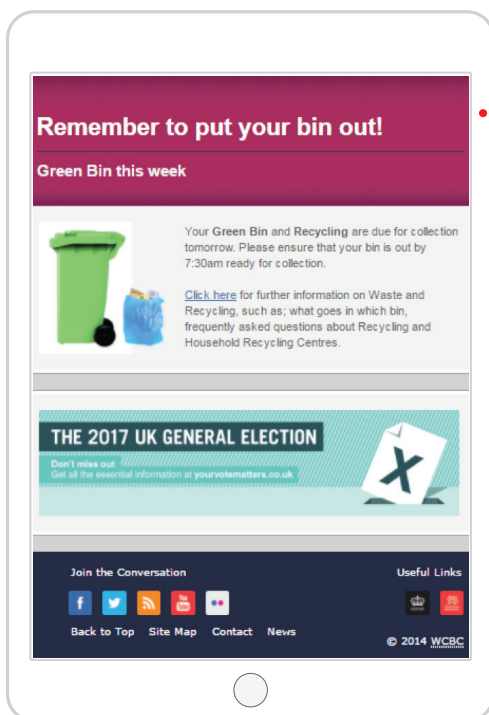 Remember to put your bin out!
Green Bin this week
Your Green Bin and Recycling are due for collection
tomorrow. Please ensure that your bin is out by
7:30am ready for collection.
Click here for further information on Waste and
Recycling, such as; what goes in which bin,
frequently asked questions about Recycling and
Household Recycling Centres.
THE 2017 UK GENERAL ELECTION
Don't miss out
Get all the essential information at yourvotematters.co.uk
X
Join the Conversation
Useful Links
f
You
Tube
Back to Top Site Map Contact News
© 2014 WCBC